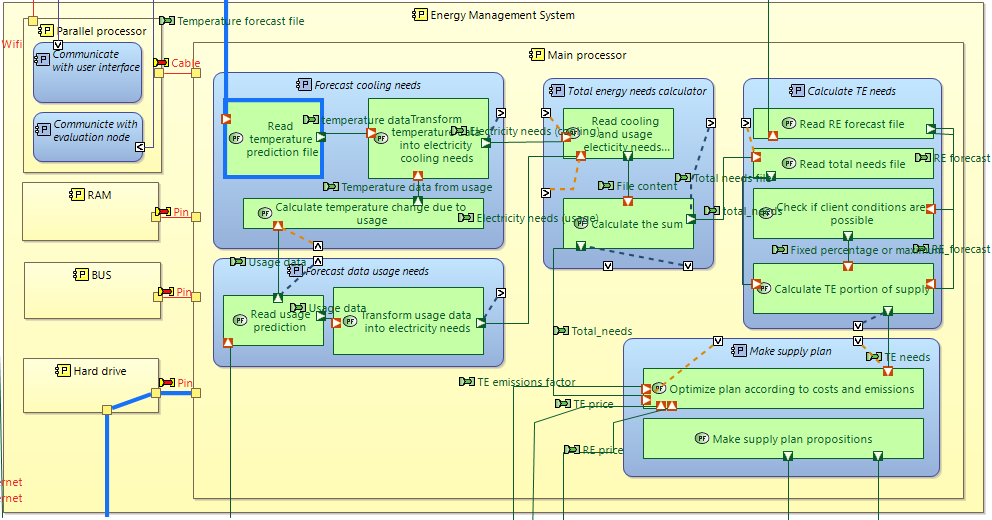 Energy Management System
Temperature forecast file
Parallel processor
Wifi
Communicate
with user interface
Main processor
Cable
Communicte with
evaluation node
Forecast cooling needs
Read
temperature
prediction file
temperature data
Transform
temperature data
into electricity
cooling needs
Electricity needs (cooling)
Temperature data from usage
Calculate temperature change due to
usage
Electricity needs (usage)
Usage data
Total energy needs calculator
Read cooling
and usage
electicity needs...
File content
Total needs file
total_needs
Calculate the sum
Calculate TE needs
Read RE forecast file
Read total needs file
RE forecast
Check if client conditions are
possible
Fixed percentage or maximum
RE_forecast
Calculate TE portion of supply
RAM
Pin
BUS
Pin
Hard drive
Pin
Forecast data usage needs
Read usage
prediction
Usage data
Transform usage data
into electricity needs
Total_needs
TE emissions factor
TE price
RE price
Make supply plan
TE needs
Optimize plan according to costs and emissions
Make supply plan propositions
rnet
rnet